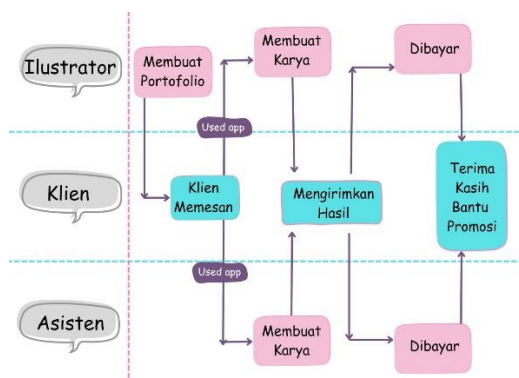 Ilustrator
Membuat
Portofolio
Membuat
Karya
Dibayar
Used app
Klien
Klien
Memesan
Mengirimkan
Hasil
Terima
Kasih
Bantu
Promosi
Used app
Asisten
Membuat
Karya
Dibayar